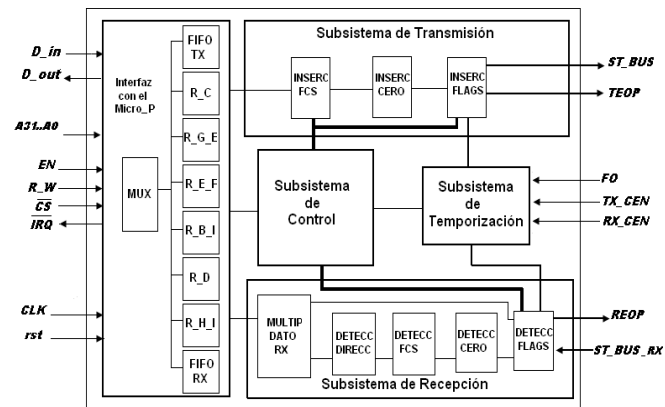 D_in
D_out
A31..A0
EN
R_W
CS
IRQ
CLK
rst
Interfaz
con el
Micro_P
MUX
FIFO
TX
R_C
R_G_E
R_E_F
R_B_I
R_D
R_H_I
FIFO
RX
Subsistema de Transmisión
INSERC
FCS
INSERC
CERO
INSERC
FLAGS
Subsistema
de
Control
Subsistema
de
Temporización
MULTIP
DATO
RX
DETECC
DIRECC
DETECC
FCS
DETECC
CERO
DETECC
FLAGS
Subsistema de Recepción
ST_BUS
TEOP
FO
TX_CEN
RX_CEN
REOP
ST_BUS_RX